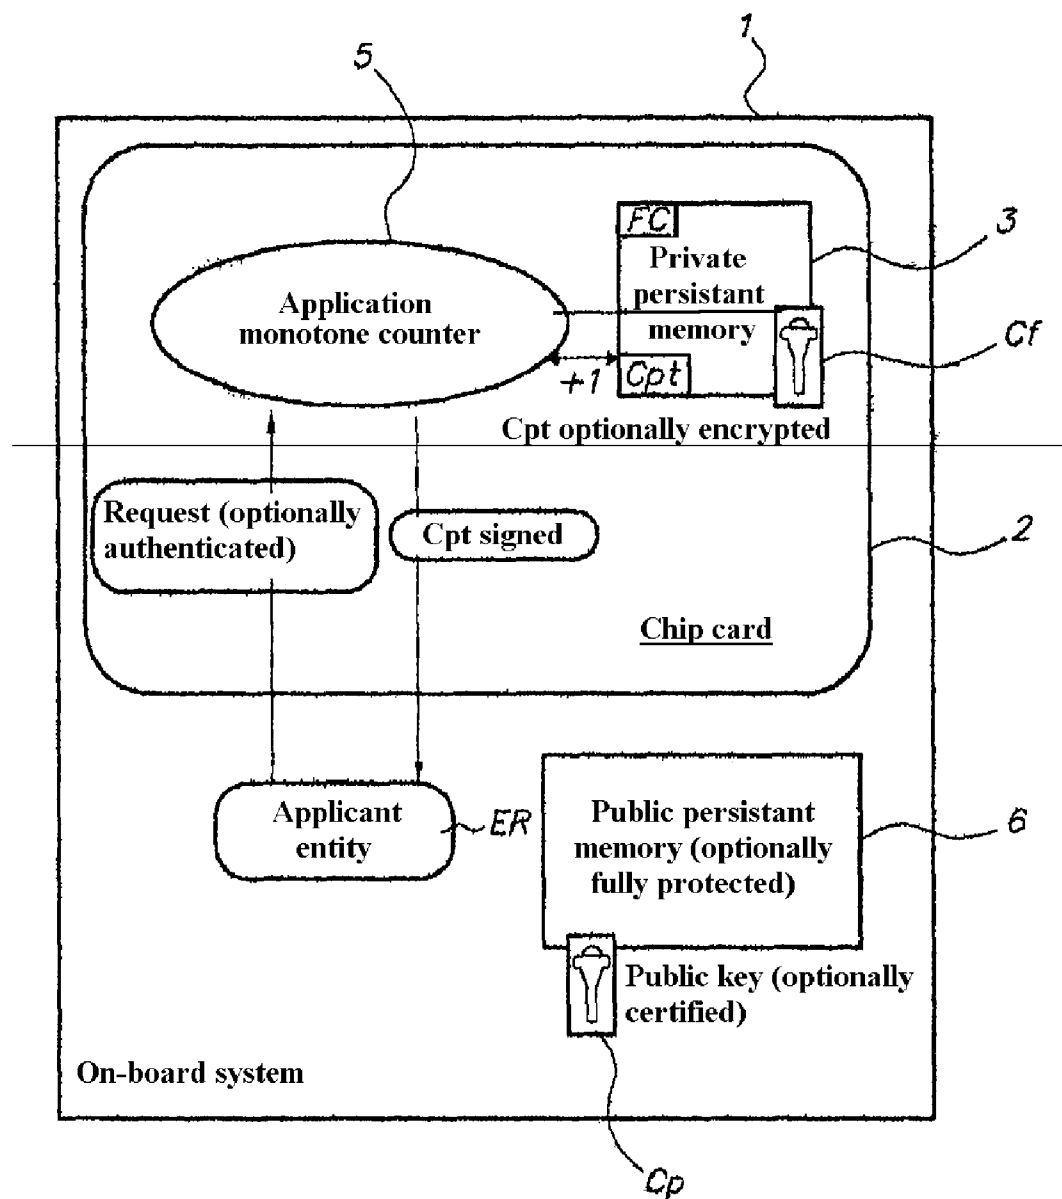 1
5
FC
3
Private
persistant
memory
Application
monotone counter
Cf
+1
Cpt
Cpt optionally encrypted
Request (optionally
authenticated)
Cpt signed
2
Chip card
Applicant
entity
ER
Public persistant
memory (optionally
fully protected)
6
Public key (optionally
certified)
On-board system
Cp